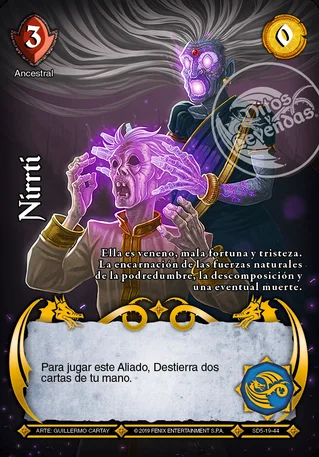 3
0
Ancestral
Mitos
y
Leyendas
Nirrti
Ella es veneno, mala fortuna y tristeza.
La encarnación de las fuerzas naturales
de la podredumbre, la descomposición y
una eventual muerte.
Para jugar este Aliado, Destierra dos
cartas de tu mano.
ARTE: GUILLERMO CARTAY
© 2019 FENIX ENTERTAINMENT S.P.A.
SD5-19-44